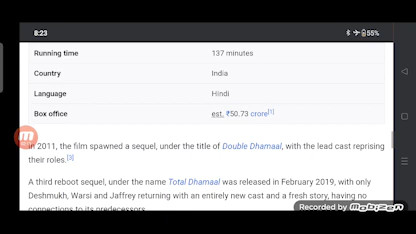 8:23
55%
Running time 137 minutes
Country India
Language Hindi
Box office est. ₹50.73 crore[1]
In 2011, the film spawned a sequel, under the title of Double Dhamaal, with the lead cast reprising
their roles.[3]
A third reboot sequel, under the name Total Dhamaal was released in February 2019, with only
Deshmukh, Warsi and Jaffrey returning with an entirely new cast and a fresh story, having no
connections to its predecessors
Recorded by Mobizen